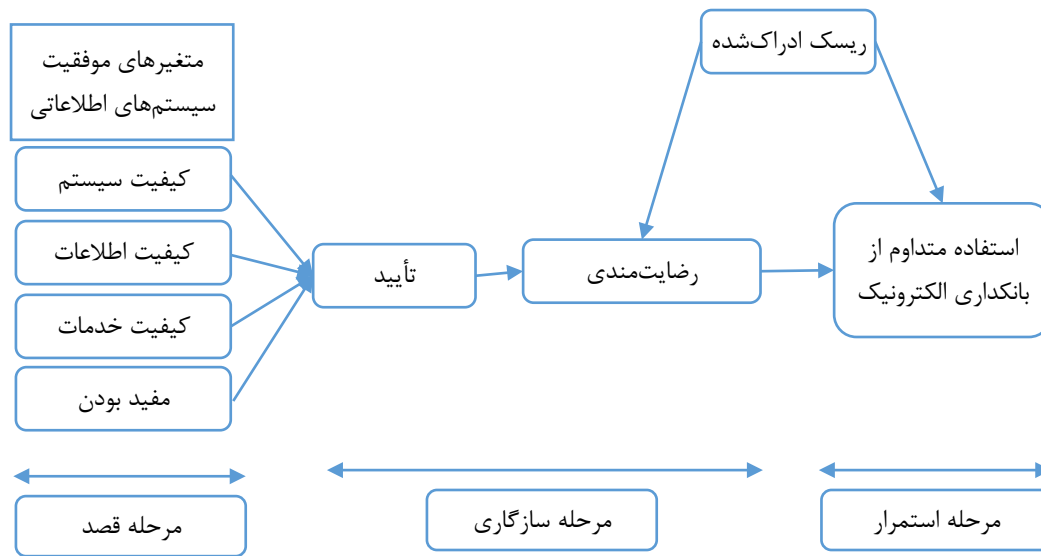 متغیرهای موفقیت
سیستم‌های اطلاعاتی
ریسک ادراک‌شده
کیفیت سیستم
کیفیت اطلاعات
کیفیت خدمات
مفید بودن
تأیید
رضایت‌مندی
استفاده متداوم از
بانکداری الکترونیک
مرحله قصد
مرحله سازگاری
مرحله استمرار